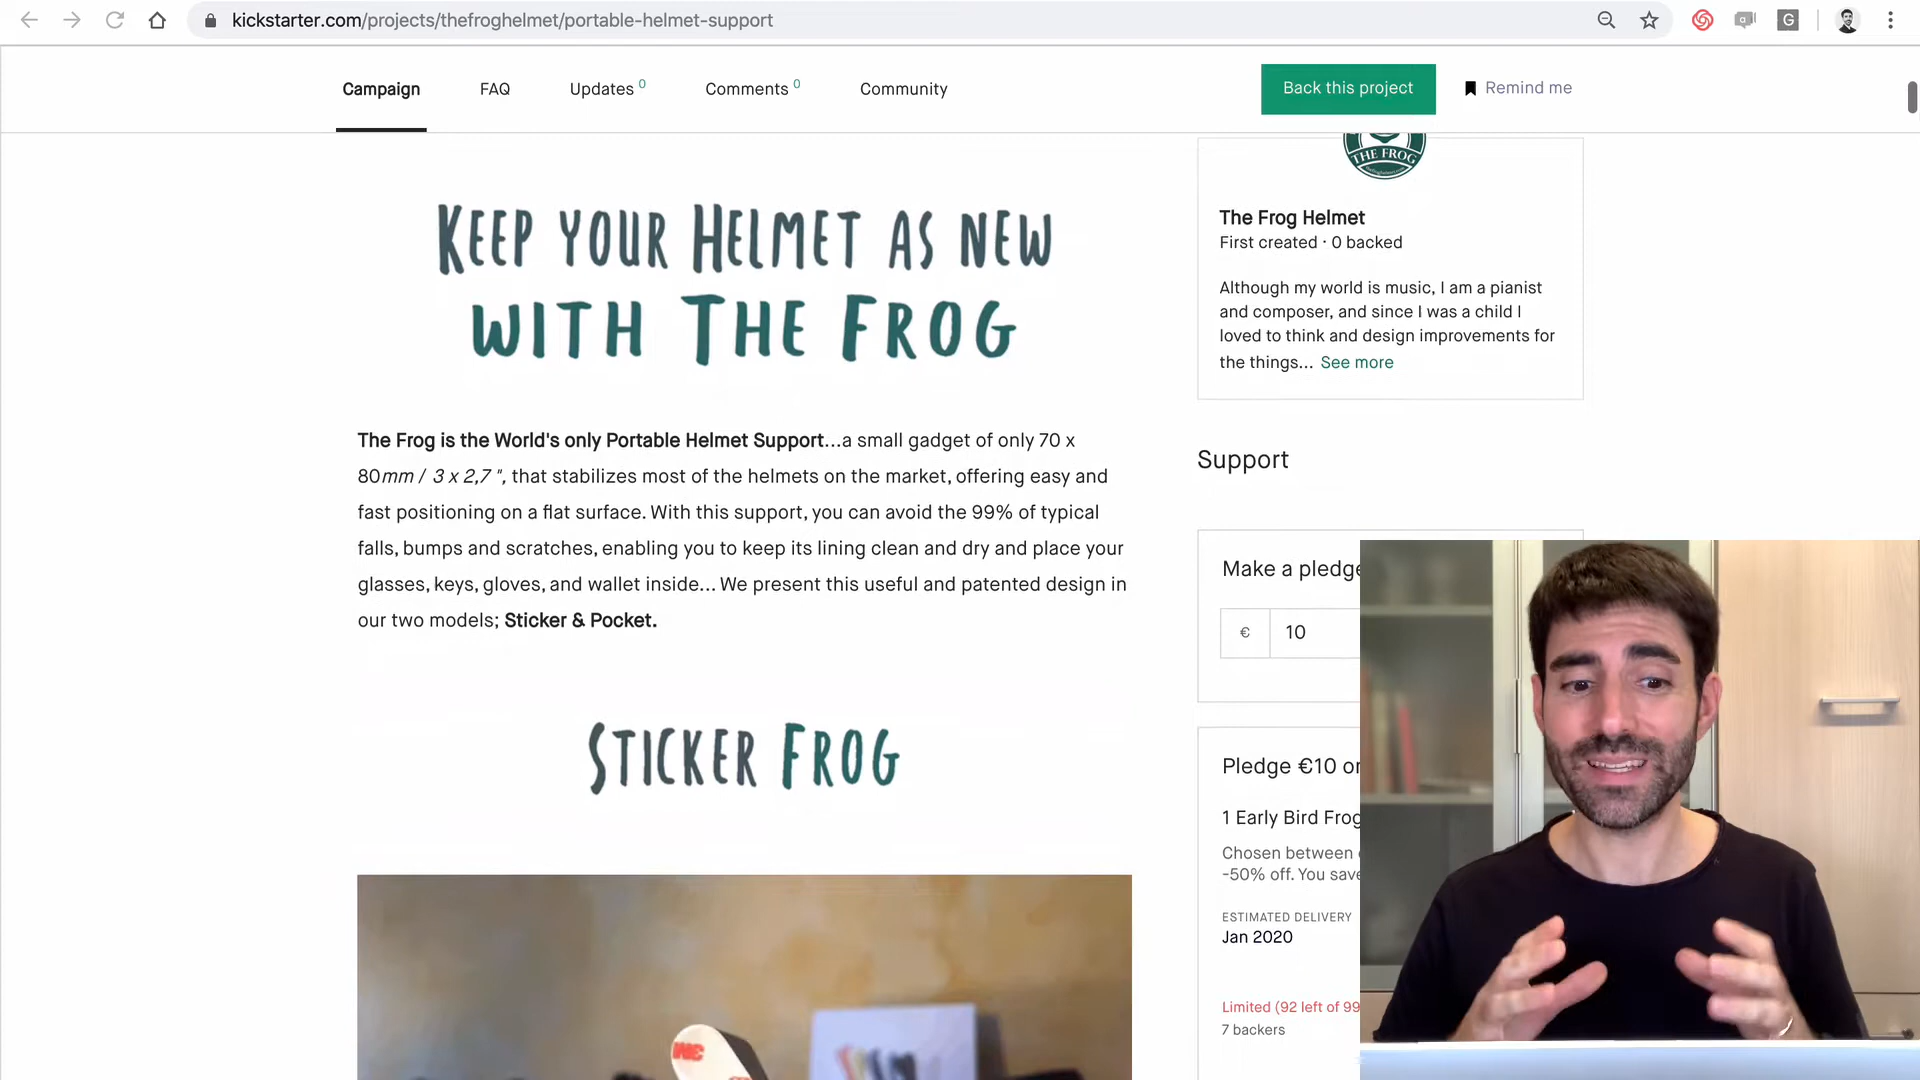 kickstarter.com/projects/thefroghelmet/portable-helmet-support
G
Campaign
FAQ
Updates 0
Comments 0
Community
Back this project
Remind me
THE FROG
KEEP YOUR HELMET AS NEW
WITH THE FROG
The Frog is the World's only Portable Helmet Support...a small gadget of only 70 x
80mm / 3 x 2,7 ", that stabilizes most of the helmets on the market, offering easy and
fast positioning on a flat surface. With this support, you can avoid the 99% of typical
falls, bumps and scratches, enabling you to keep its lining clean and dry and place your
glasses, keys, gloves, and wallet inside... We present this useful and patented design in
our two models; Sticker & Pocket.
STICKER FROG
The Frog Helmet
First created · 0 backed
Although my world is music, I am a pianist
and composer, and since I was a child I
loved to think and design improvements for
the things... See more
Support
Make a pledge
€ 10
Pledge €10 or
1 Early Bird Frog
Chosen between
-50% off. You save
ESTIMATED DELIVERY
Jan 2020
Limited (92 left of 99
7 backers